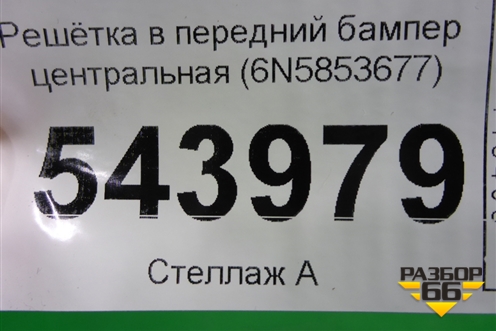 Решётка в передний бампер
центральная (6N5853677)
543979
Стеллаж А
РАЗБОР
66